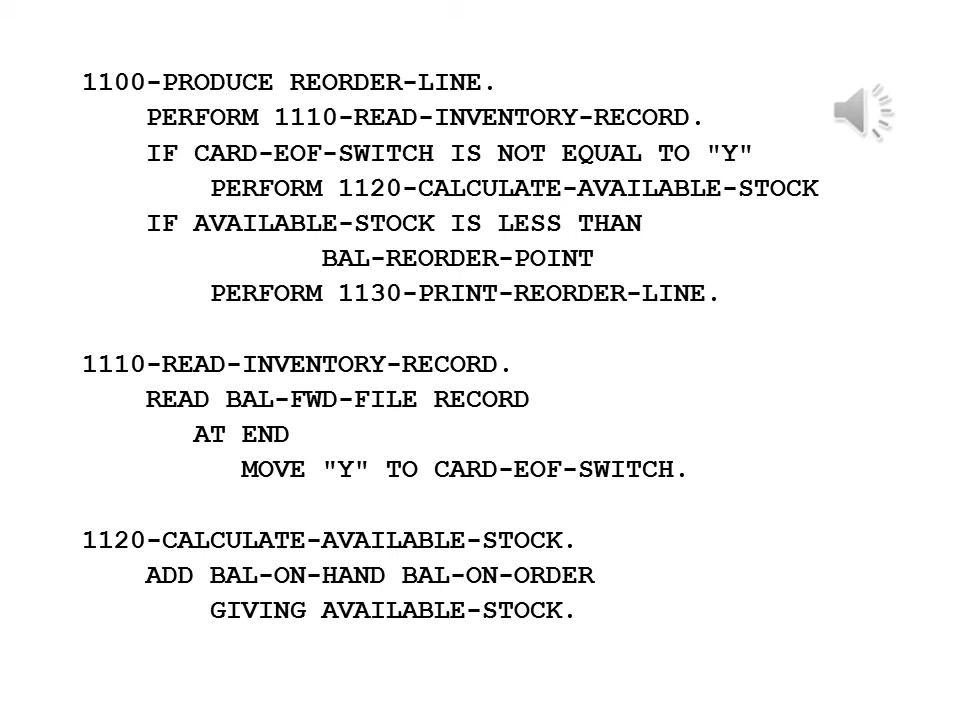 1100-PRODUCE REORDER-LINE.
PERFORM 1110-READ-INVENTORY-RECORD.
IF CARD-EOF-SWITCH IS NOT EQUAL TO "Y"
PERFORM 1120-CALCULATE-AVAILABLE-STOCK
IF AVAILABLE-STOCK IS LESS THAN
BAL-REORDER-POINT
PERFORM 1130-PRINT-REORDER-LINE.
1110-READ-INVENTORY-RECORD.
READ BAL-FWD-FILE RECORD
AT END
MOVE "Y" TO CARD-EOF-SWITCH.
1120-CALCULATE-AVAILABLE-STOCK.
ADD BAL-ON-HAND BAL-ON-ORDER
GIVING AVAILABLE-STOCK.